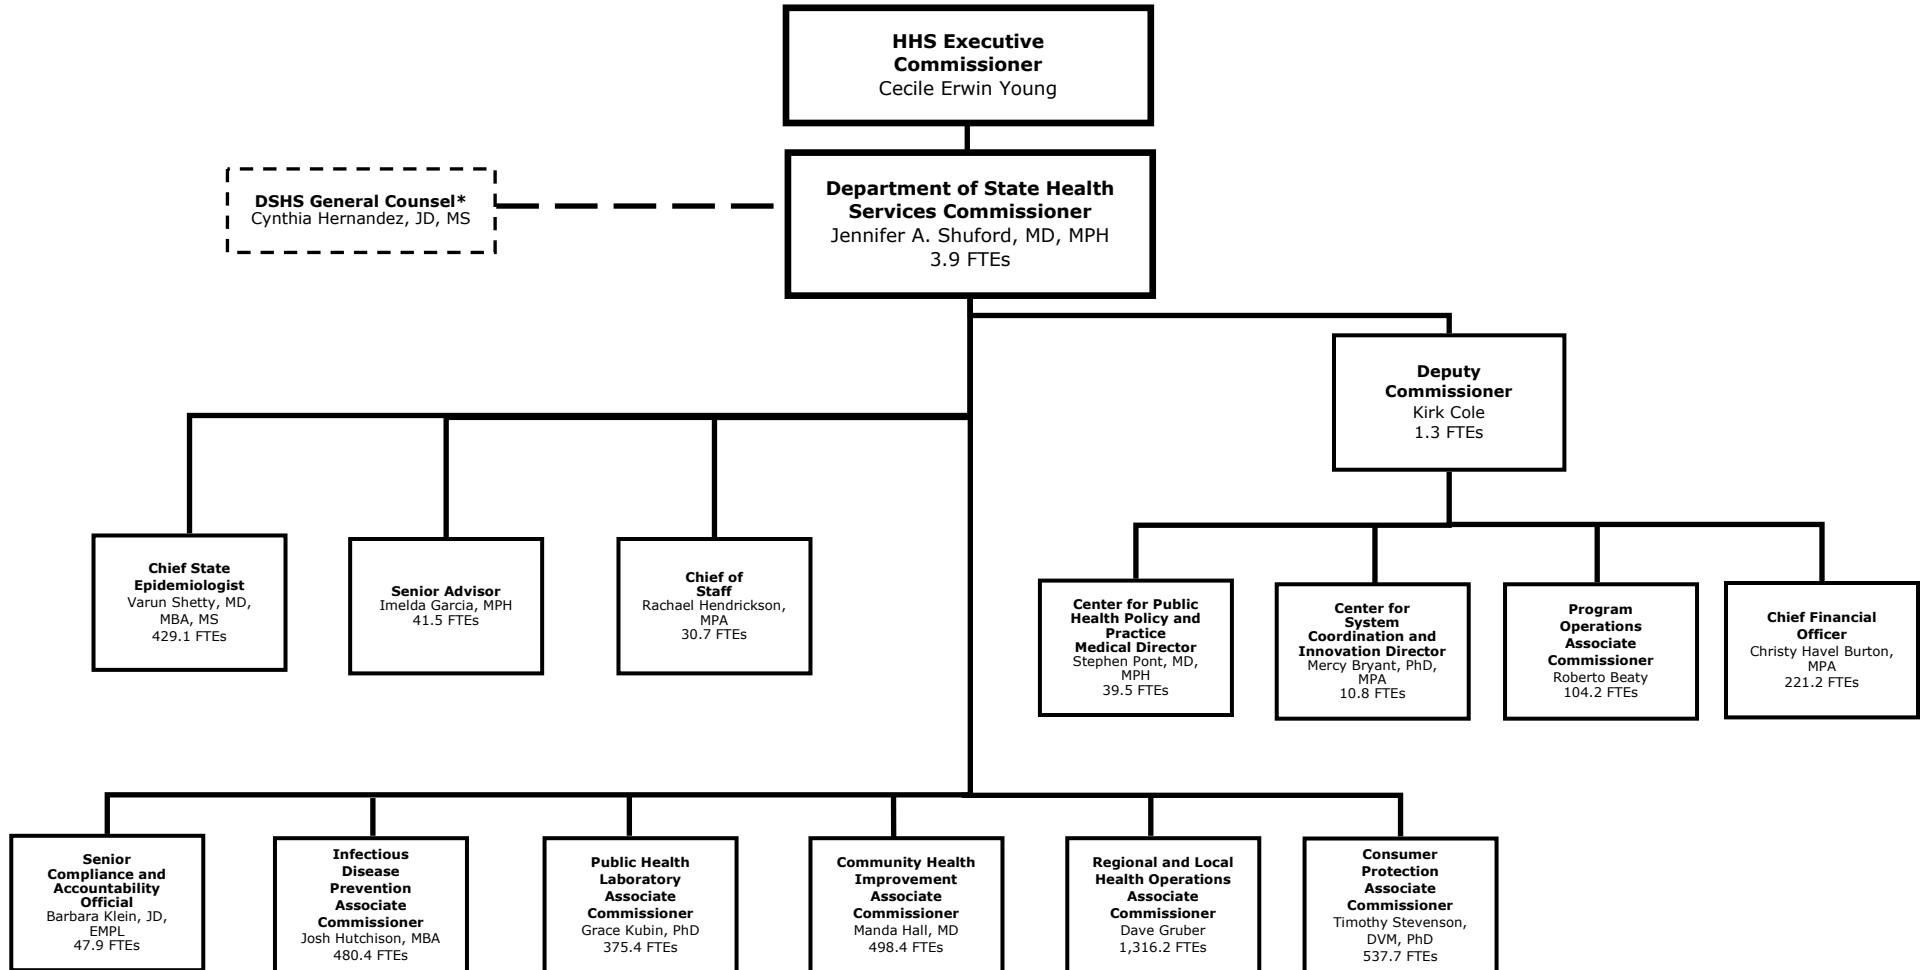 HHS Executive
Commissioner
Cecile Erwin Young
DSHS General Counsel*
Cynthia Hernandez, JD, MS
Department of State Health
Services Commissioner
Jennifer A. Shuford, MD, MPH
3.9 FTEs
Deputy
Commissioner
Kirk Cole
1.3 FTEs
Chief State
Epidemiologist
Varun Shetty, MD,
MBA, MS
429.1 FTEs
Senior Advisor
Imelda Garcia, MPH
41.5 FTEs
Chief of
Staff
Rachael Hendrickson,
MPA
30.7 FTEs
Center for Public
Health Policy and
Practice
Medical Director
Stephen Pont, MD,
MPH
39.5 FTEs
Center for
System
Coordination and
Innovation Director
Mercy Bryant, PhD,
MPA
10.8 FTEs
Program
Operations
Associate
Commissioner
Roberto Beaty
104.2 FTEs
Chief Financial
Officer
Christy Havel Burton,
MPA
221.2 FTEs
Senior
Compliance and
Accountability
Official
Barbara Klein, JD,
EMPL
47.9 FTEs
Infectious
Disease
Prevention
Associate
Commissioner
Josh Hutchison, MBA
480.4 FTEs
Public Health
Laboratory
Associate
Commissioner
Grace Kubin, PhD
375.4 FTEs
Community Health
Improvement
Associate
Commissioner
Manda Hall, MD
498.4 FTEs
Regional and Local
Health Operations
Associate
Commissioner
Dave Gruber
1,316.2 FTEs
Consumer
Protection
Associate
Commissioner
Timothy Stevenson,
DVM, PhD
537.7 FTEs